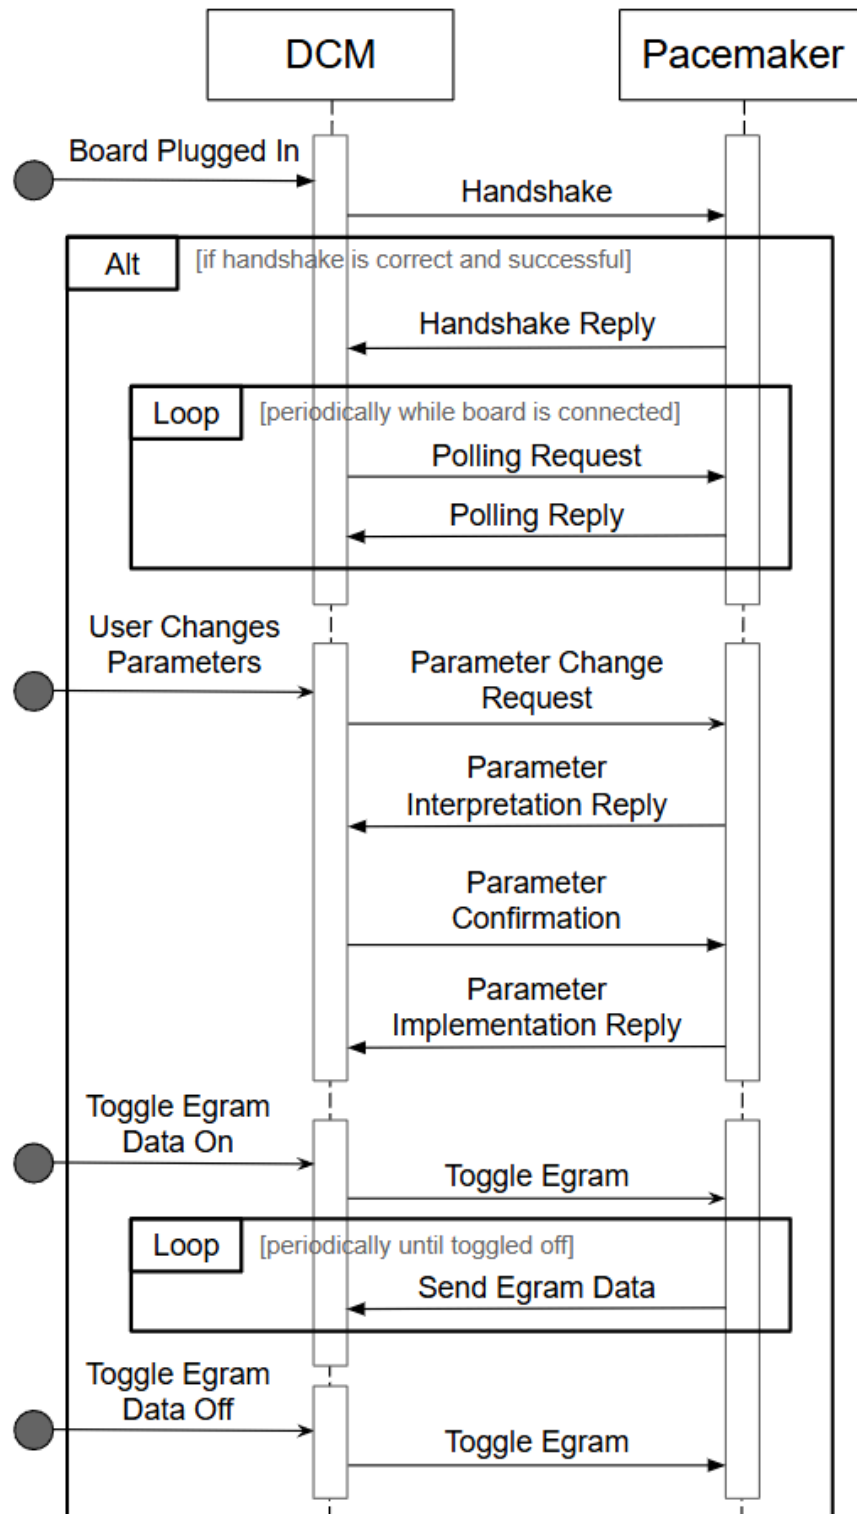 DCM
Pacemaker
Board Plugged In
Handshake
Alt
[if handshake is correct and successful]
Handshake Reply
Loop
[periodically while board is connected]
Polling Request
Polling Reply
User Changes
Parameters
Parameter Change
Request
Parameter
Interpretation Reply
Parameter
Confirmation
Parameter
Implementation Reply
Toggle Egram
Data On
Toggle Egram
Loop
[periodically until toggled off]
Send Egram Data
Toggle Egram
Data Off
Toggle Egram